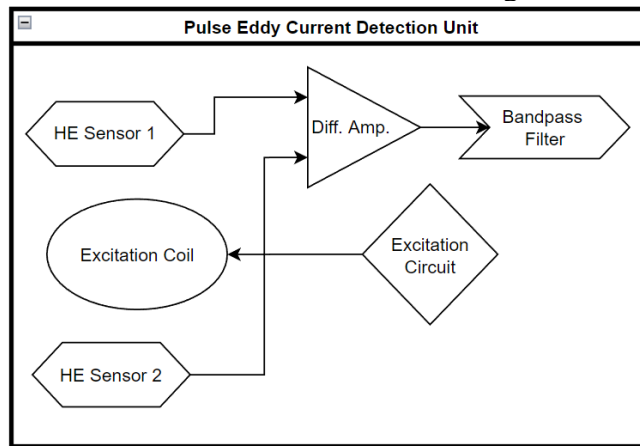 Pulse Eddy Current Detection Unit
HE Sensor 1
Diff. Amp.
Bandpass
Filter
Excitation Coil
Excitation
Circuit
HE Sensor 2